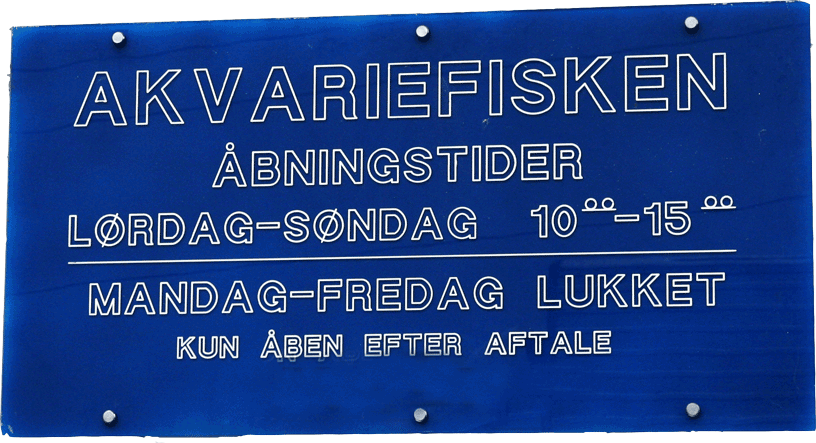 AKVARIEFISKEN
ÅBNINGSTIDER
LØRDAG-SØNDAG 10⁰⁰-15⁰⁰
MANDAG-FREDAG LUKKET
KUN ÅBEN EFTER AFTALE